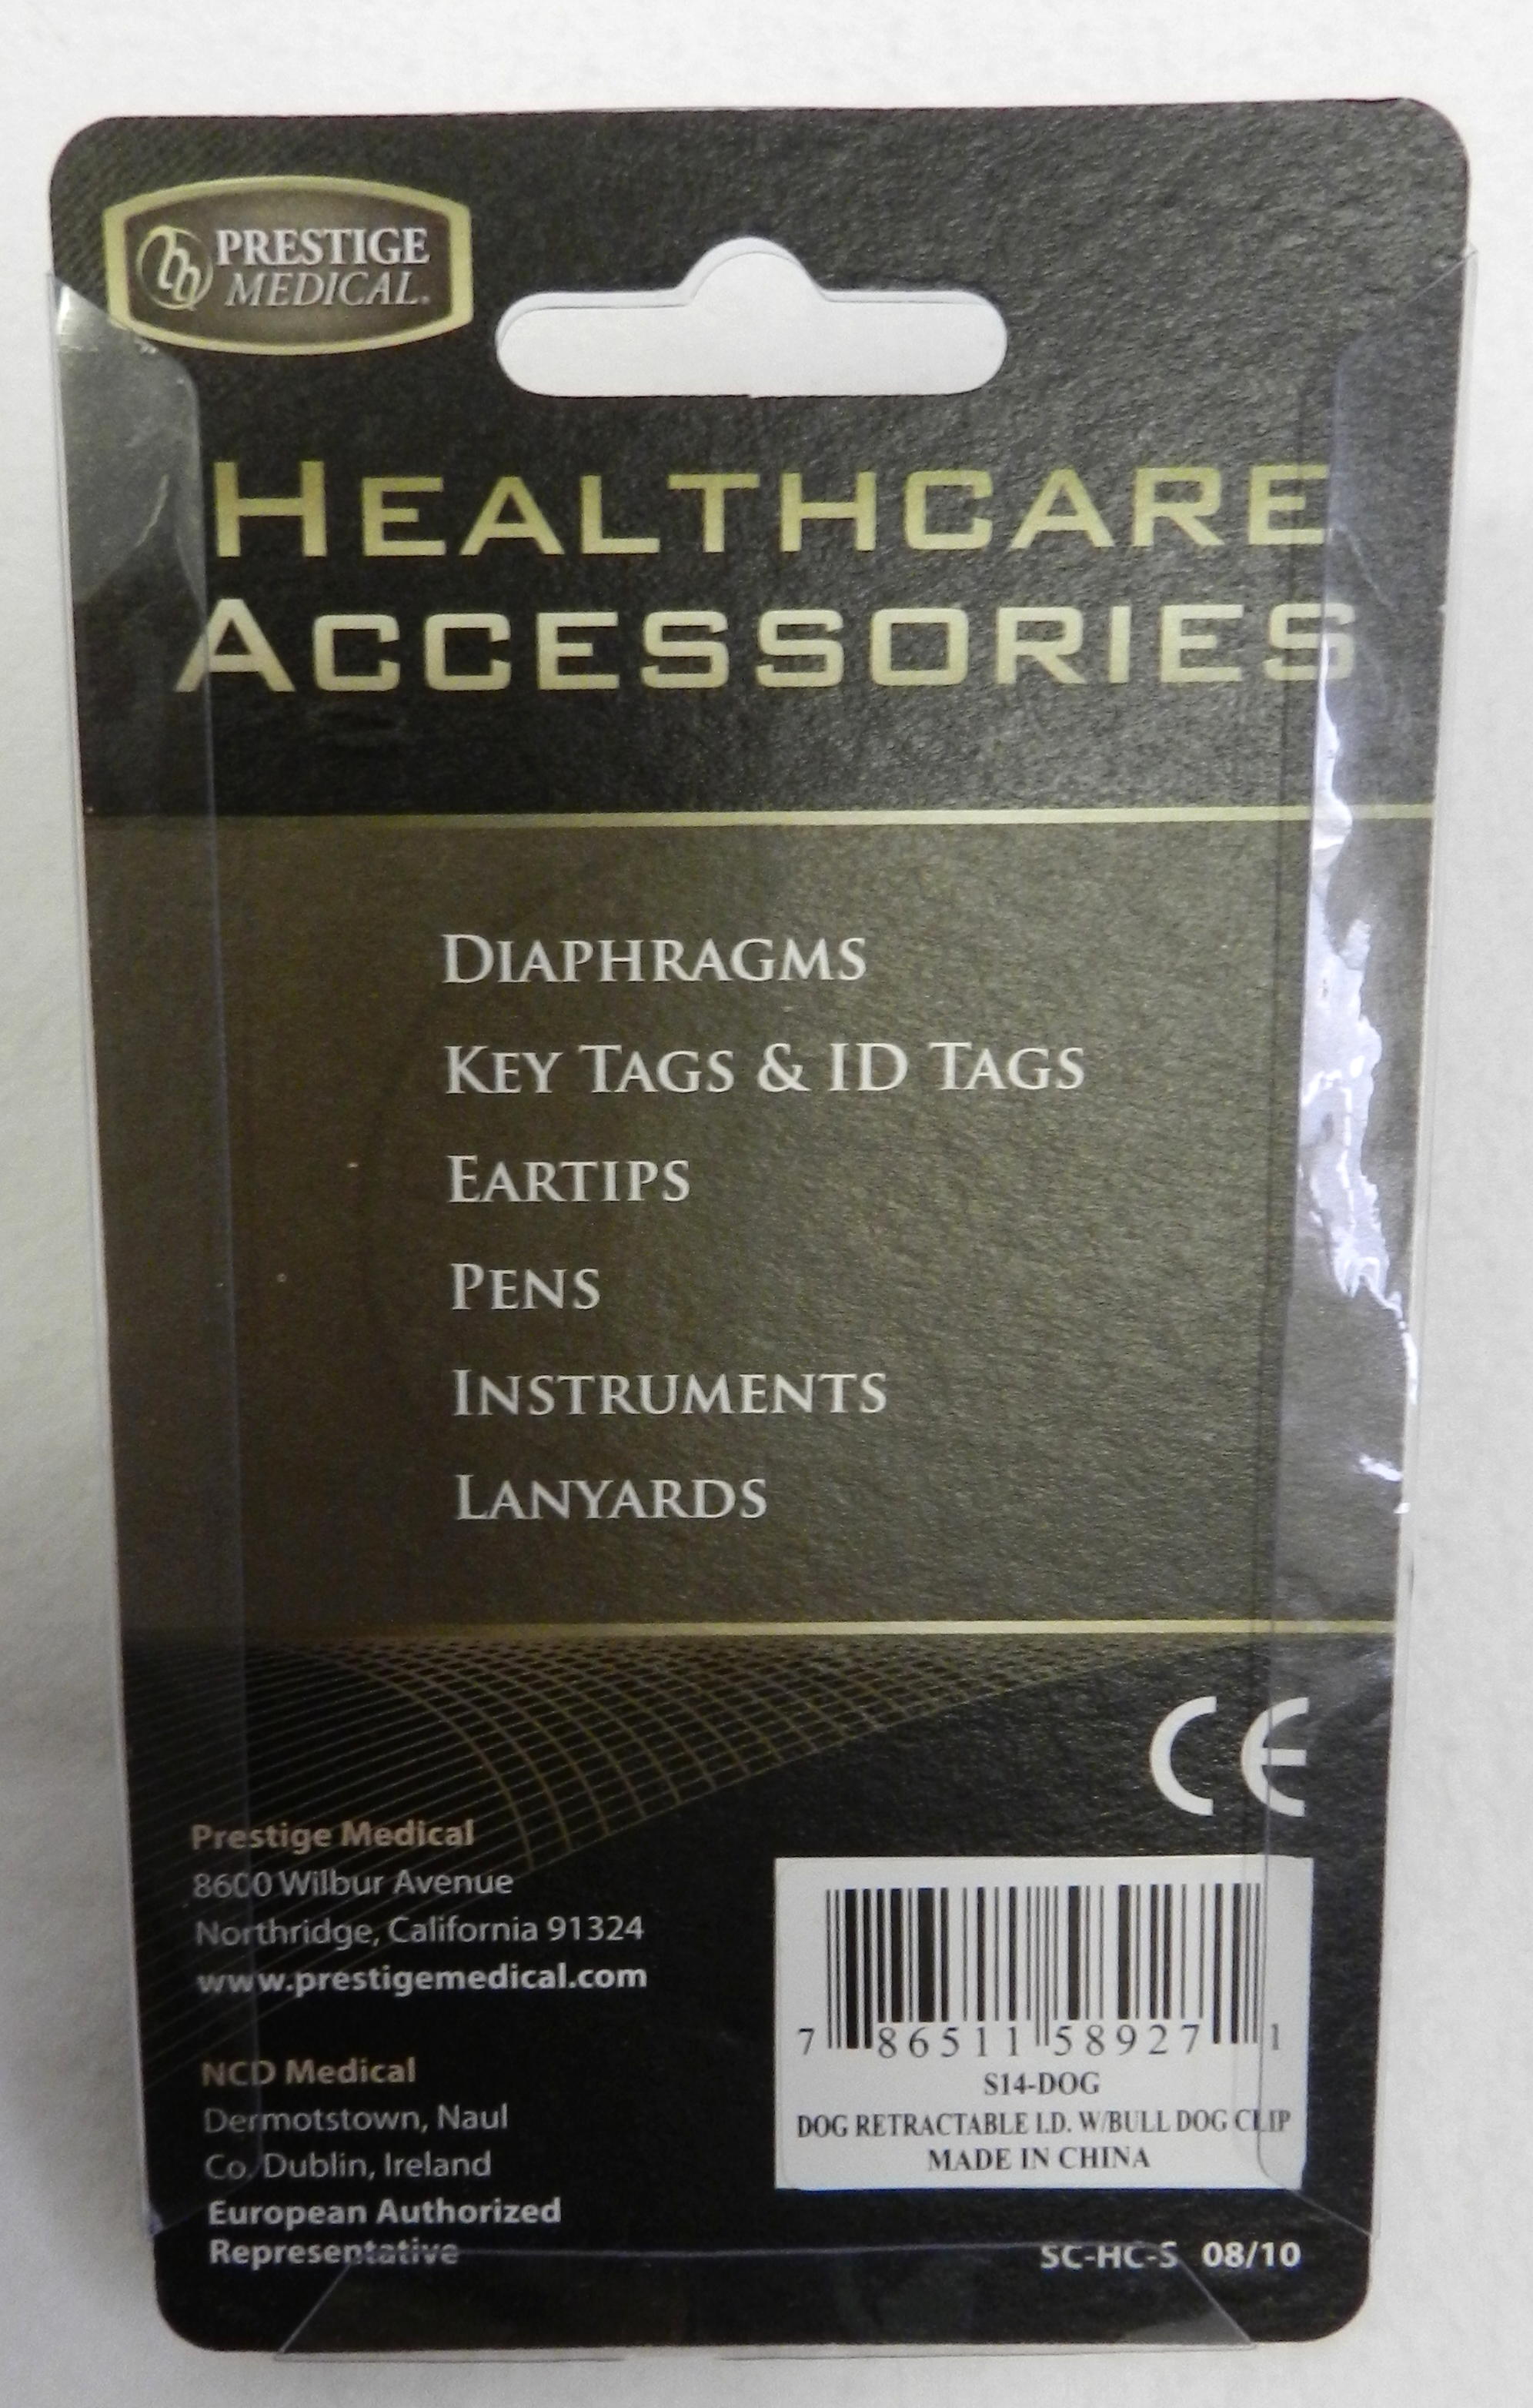 PRESTIGE
MEDICAL®
HEALTHCARE
ACCESSORIES
DIAPHRAGMS
KEY TAGS & ID TAGS
EARTIPS
PENS
INSTRUMENTS
LANYARDS
CE
Prestige Medical
8600 Wilbur Avenue
Northridge, California 91324
www.prestigemedical.com
NCD Medical
Dermotstown, Naul
Co. Dublin, Ireland
European Authorized
Representative
7 86511 58927 1
S14-DOG
DOG RETRACTABLE I.D. W/BULL DOG CLIP
MADE IN CHINA
SC-HC-S 08/10